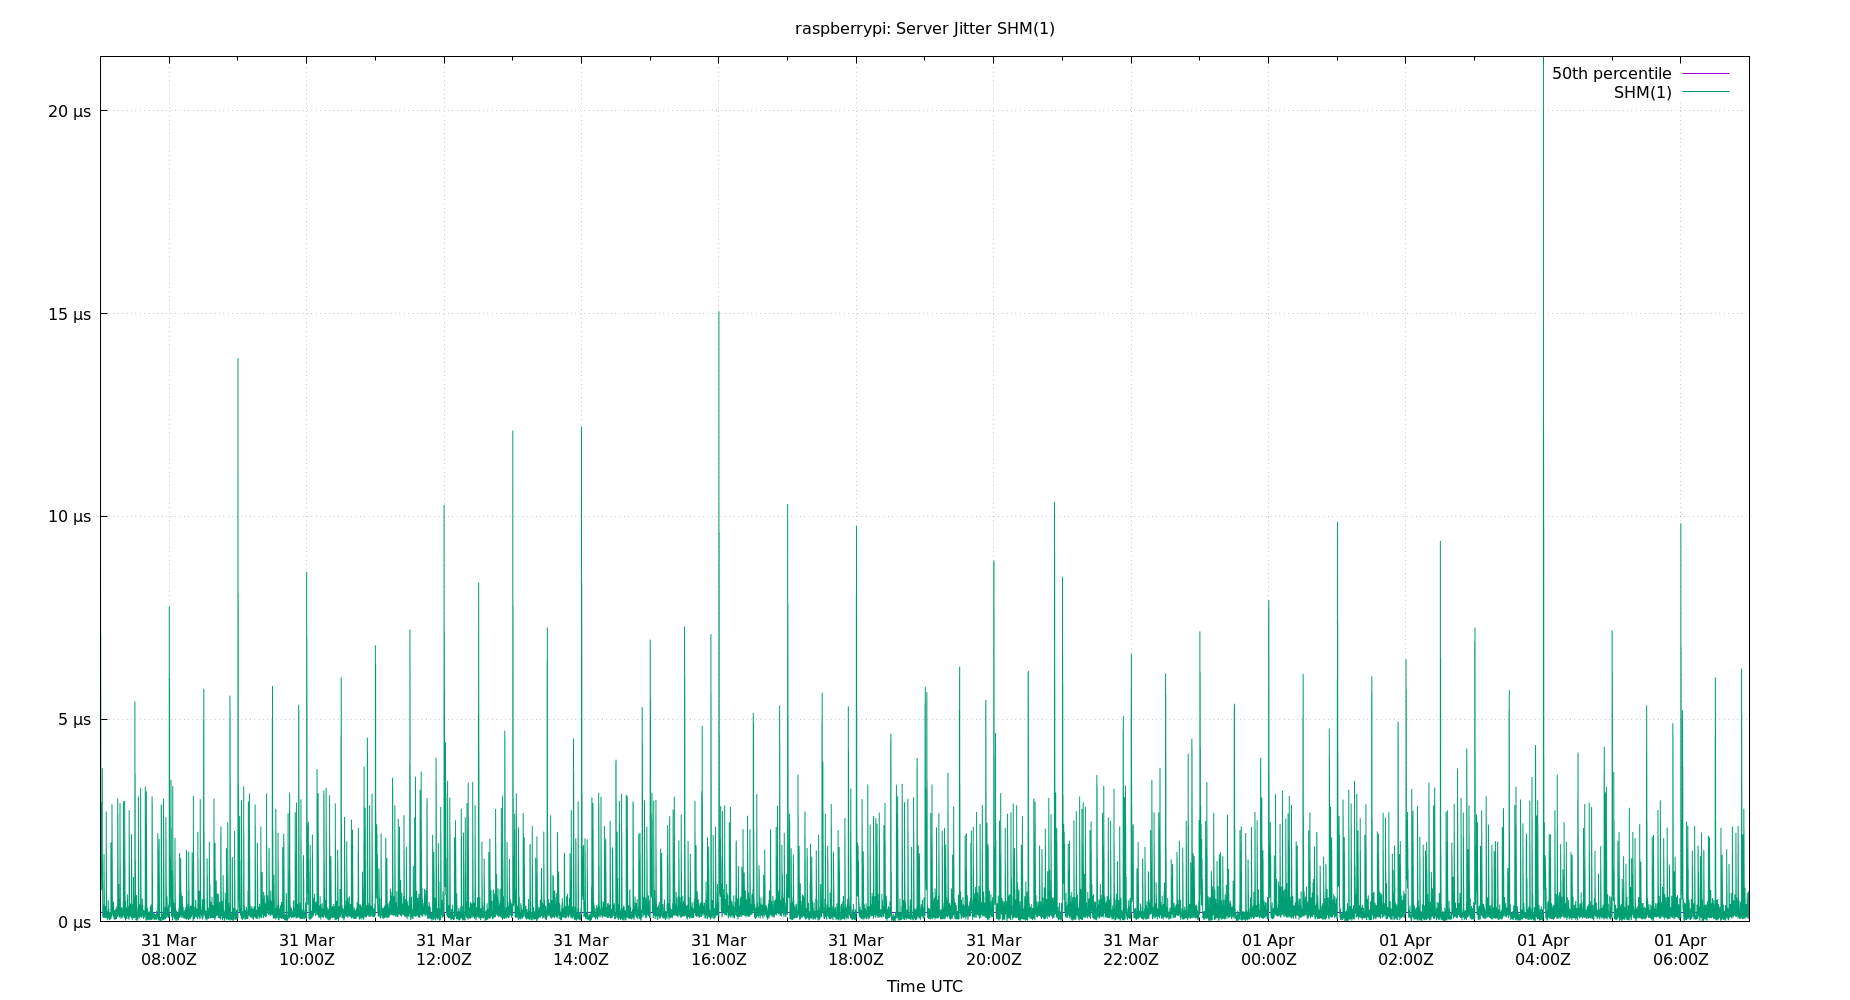 raspberrypi: Server Jitter SHM(1)
50th percentile
SHM(1)
20 µs
15 µs
10 µs
5 µs
0 µs
31 Mar 31 Mar 31 Mar 31 Mar 31 Mar 31 Mar 31 Mar 31 Mar 01 Apr 01 Apr 01 Apr 01 Apr
08:00Z 10:00Z 12:00Z 14:00Z 16:00Z 18:00Z 20:00Z 22:00Z 00:00Z 02:00Z 04:00Z 06:00Z
Time UTC